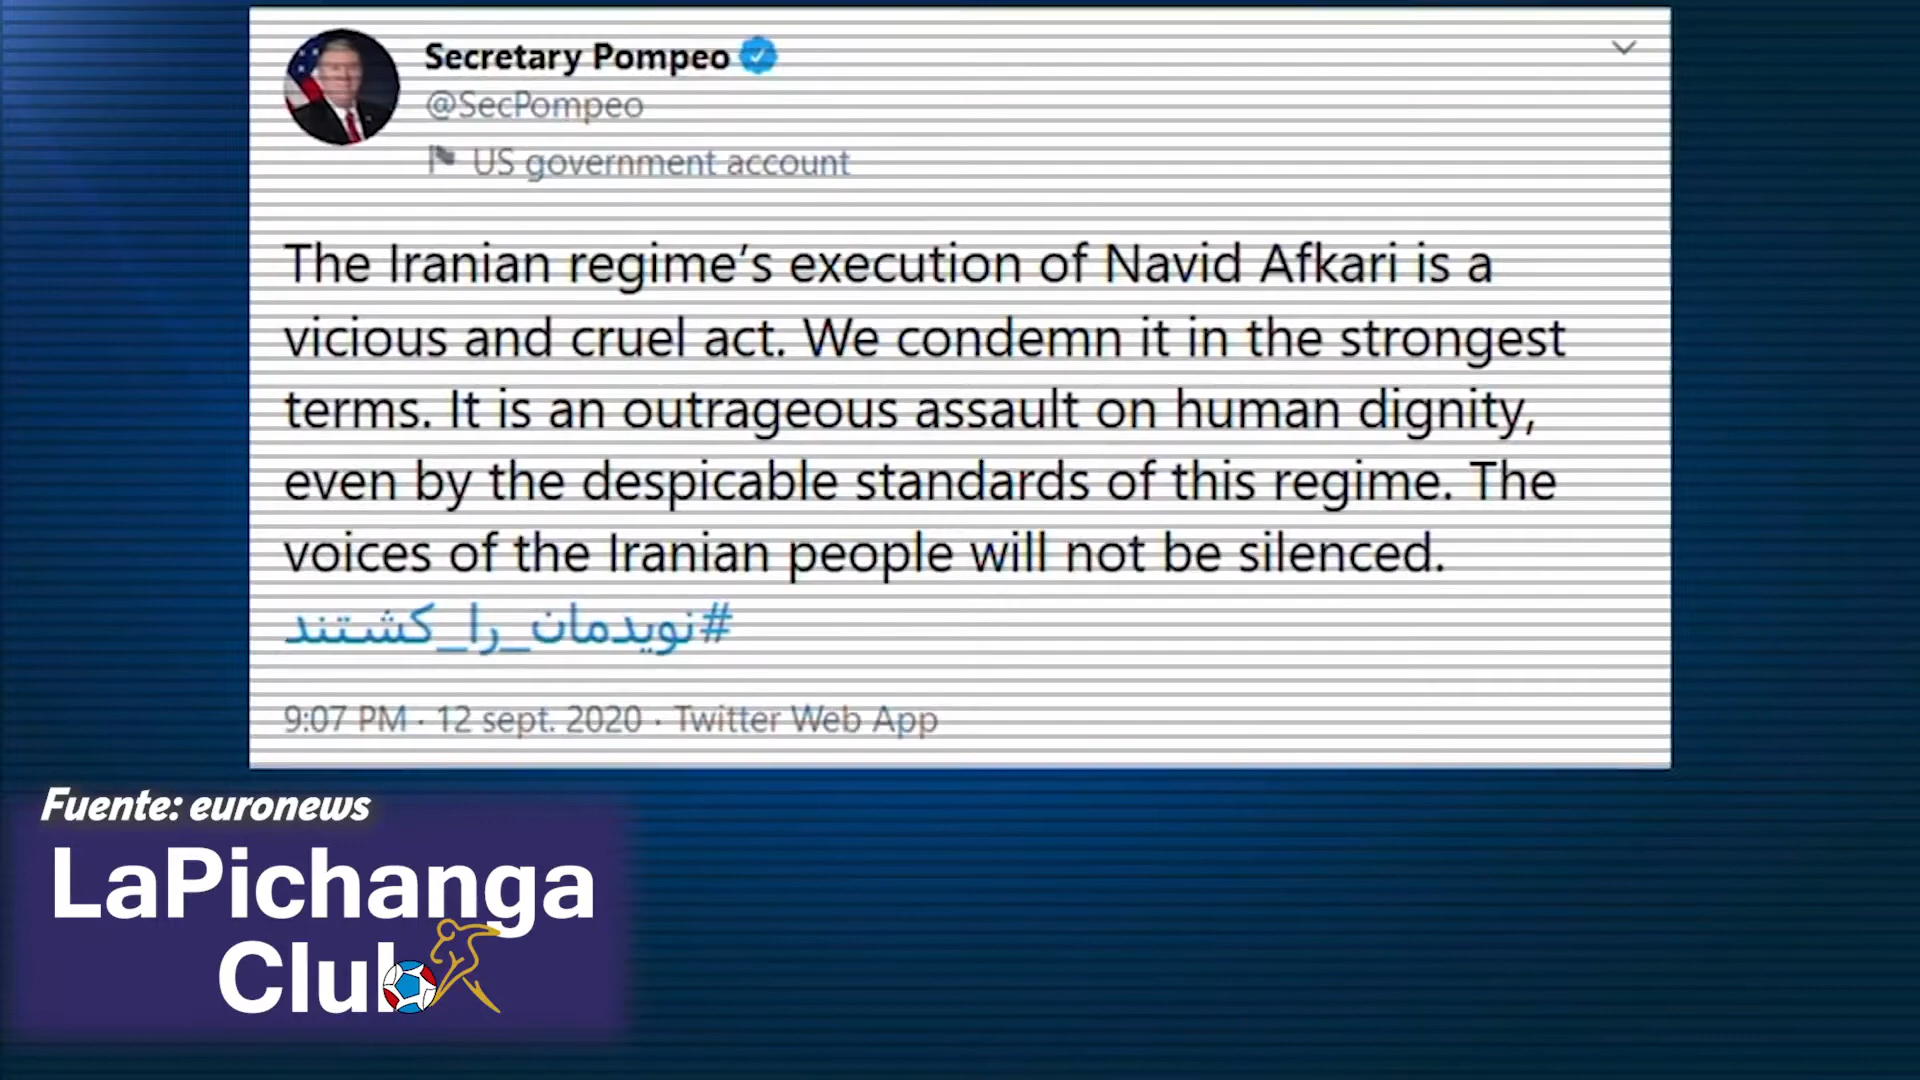 Secretary Pompeo
@SecPompeo
US government account
The Iranian regime’s execution of Navid Afkari is a
vicious and cruel act. We condemn it in the strongest
terms. It is an outrageous assault on human dignity,
even by the despicable standards of this regime. The
voices of the Iranian people will not be silenced.
#نویدمان_را_کشتند
9:07 PM · 12 sept. 2020 · Twitter Web App
Fuente: euronews
LaPichanga
Club